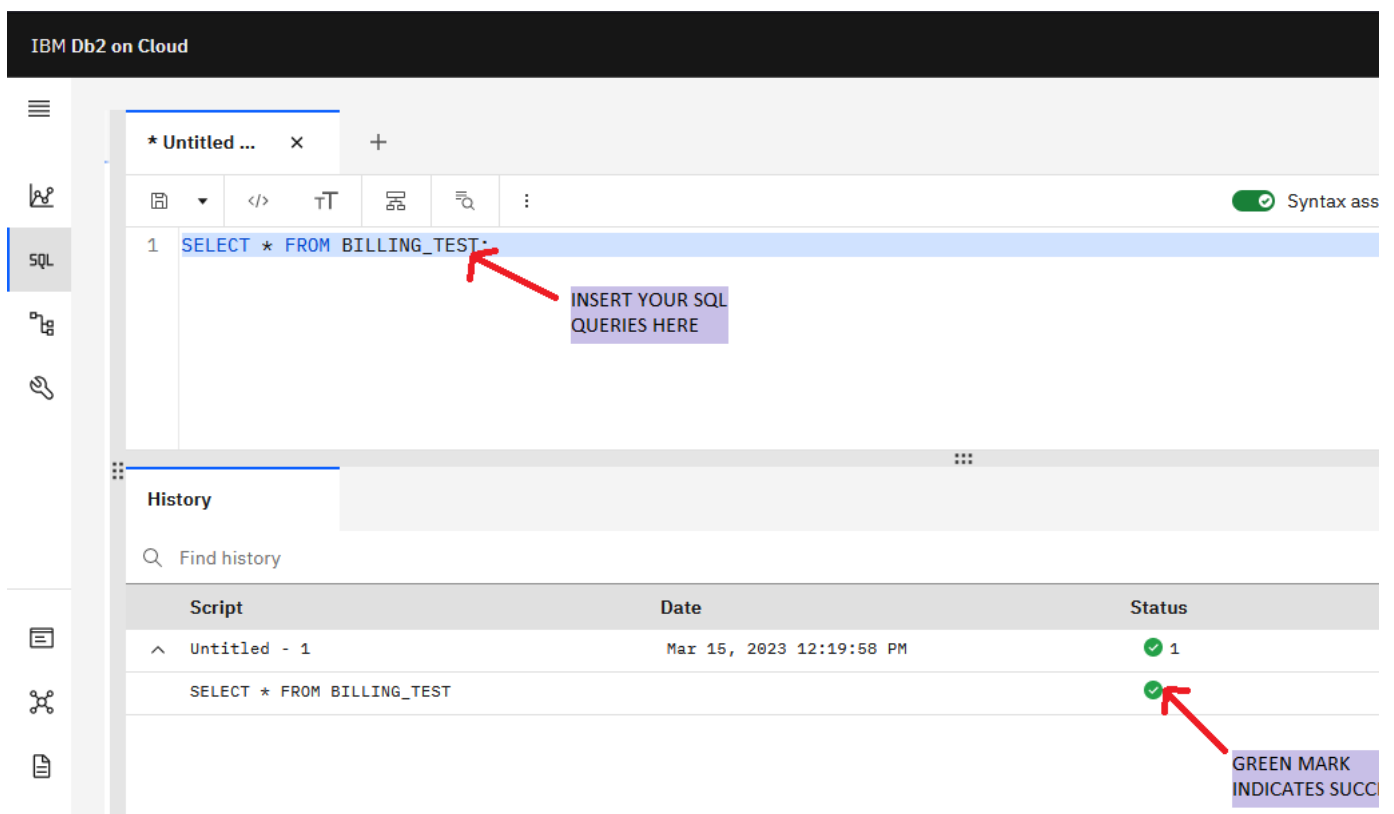 IBM Db2 on Cloud
* Untitled ...
Syntax ass
SQL
1 SELECT * FROM BILLING_TEST;
INSERT YOUR SQL
QUERIES HERE
History
Find history
Script Date Status
Untitled - 1 Mar 15, 2023 12:19:58 PM 1
SELECT * FROM BILLING_TEST
GREEN MARK
INDICATES SUCC